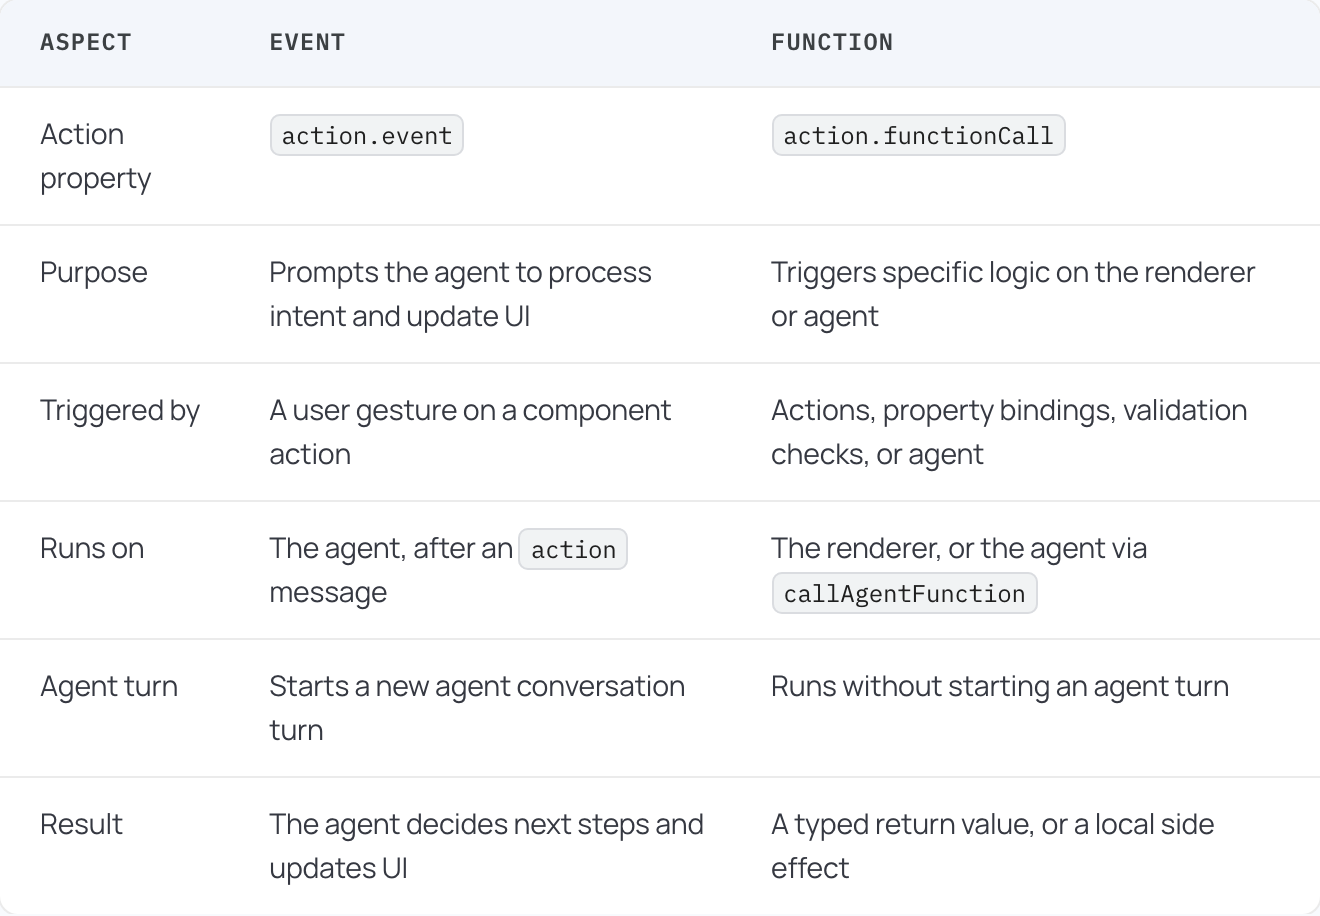 ASPECT EVENT FUNCTION
Action action.event action.functionCall
property
Purpose Prompts the agent to process Triggers specific logic on the renderer
intent and update UI or agent
Triggered by A user gesture on a component Actions, property bindings, validation
action checks, or agent
Runs on The agent, after an action The renderer, or the agent via
message callAgentFunction
Agent turn Starts a new agent conversation Runs without starting an agent turn
turn
Result The agent decides next steps and A typed return value, or a local side
updates UI effect